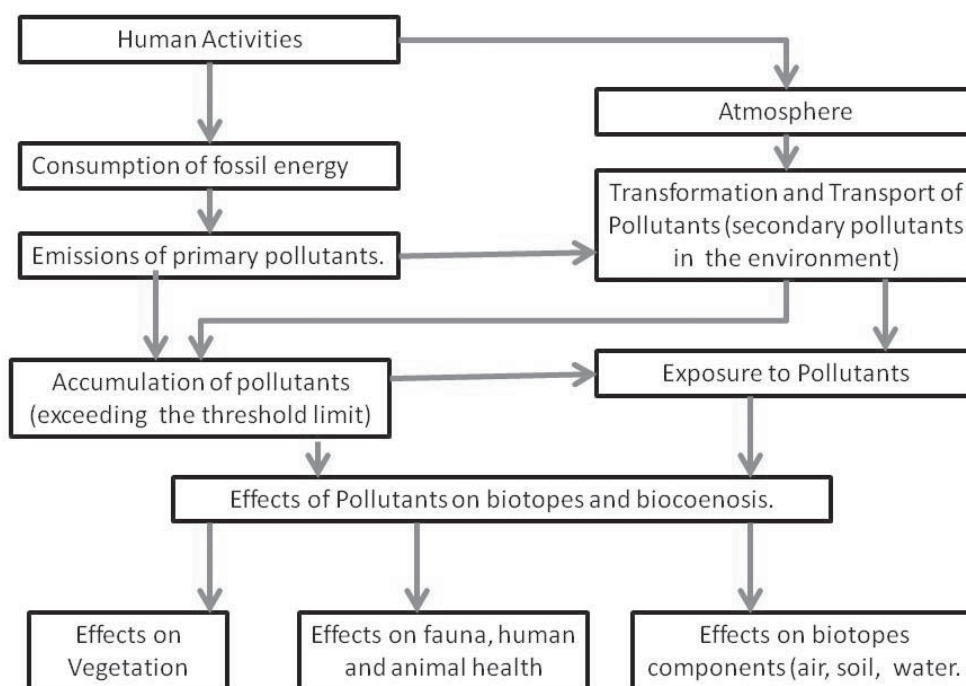 Human Activities
Atmosphere
Consumption of fossil energy
Transformation and Transport of
Pollutants (secondary pollutants
in the environment)
Emissions of primary pollutants.
Accumulation of pollutants
(exceeding the threshold limit)
Exposure to Pollutants
Effects of Pollutants on biotopes and biocoenosis.
Effects on
Vegetation
Effects on fauna, human
and animal health
Effects on biotopes
components (air, soil, water.